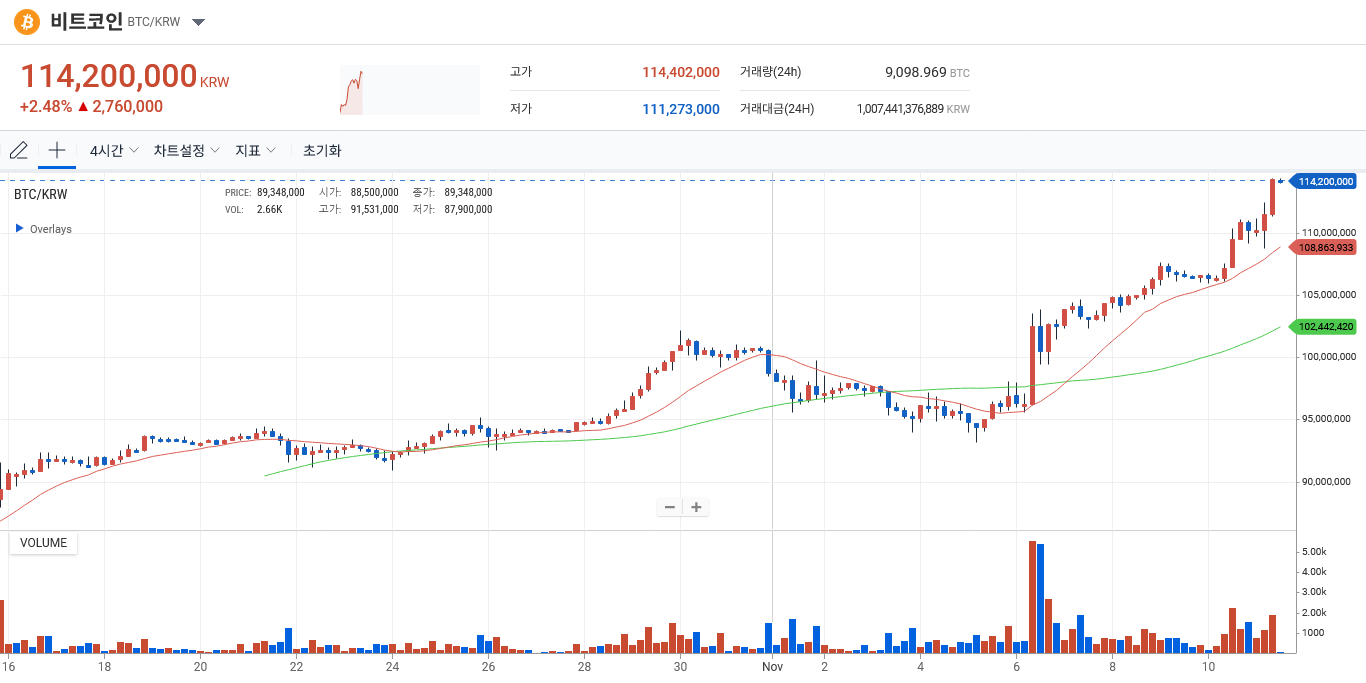 비트코인 BTC/KRW
114,200,000 KRW
+2.48% ▲ 2,760,000
고가 114,402,000 거래량(24h) 9,098.969 BTC
저가 111,273,000 거래대금(24H) 1,007,441,376,889 KRW
4시간 차트설정 지표 초기화
BTC/KRW
PRICE: 89,348,000 시가: 88,500,000 종가: 89,348,000
VOL: 2.66K 고가: 91,531,000 저가: 87,900,000
Overlays
114,200,000
110,000,000
108,863,933
105,000,000
102,442,420
100,000,000
95,000,000
90,000,000
VOLUME
5.00k
4.00k
3.00k
2.00k
1000
16 18 20 22 24 26 28 30 Nov 2 4 6 8 10